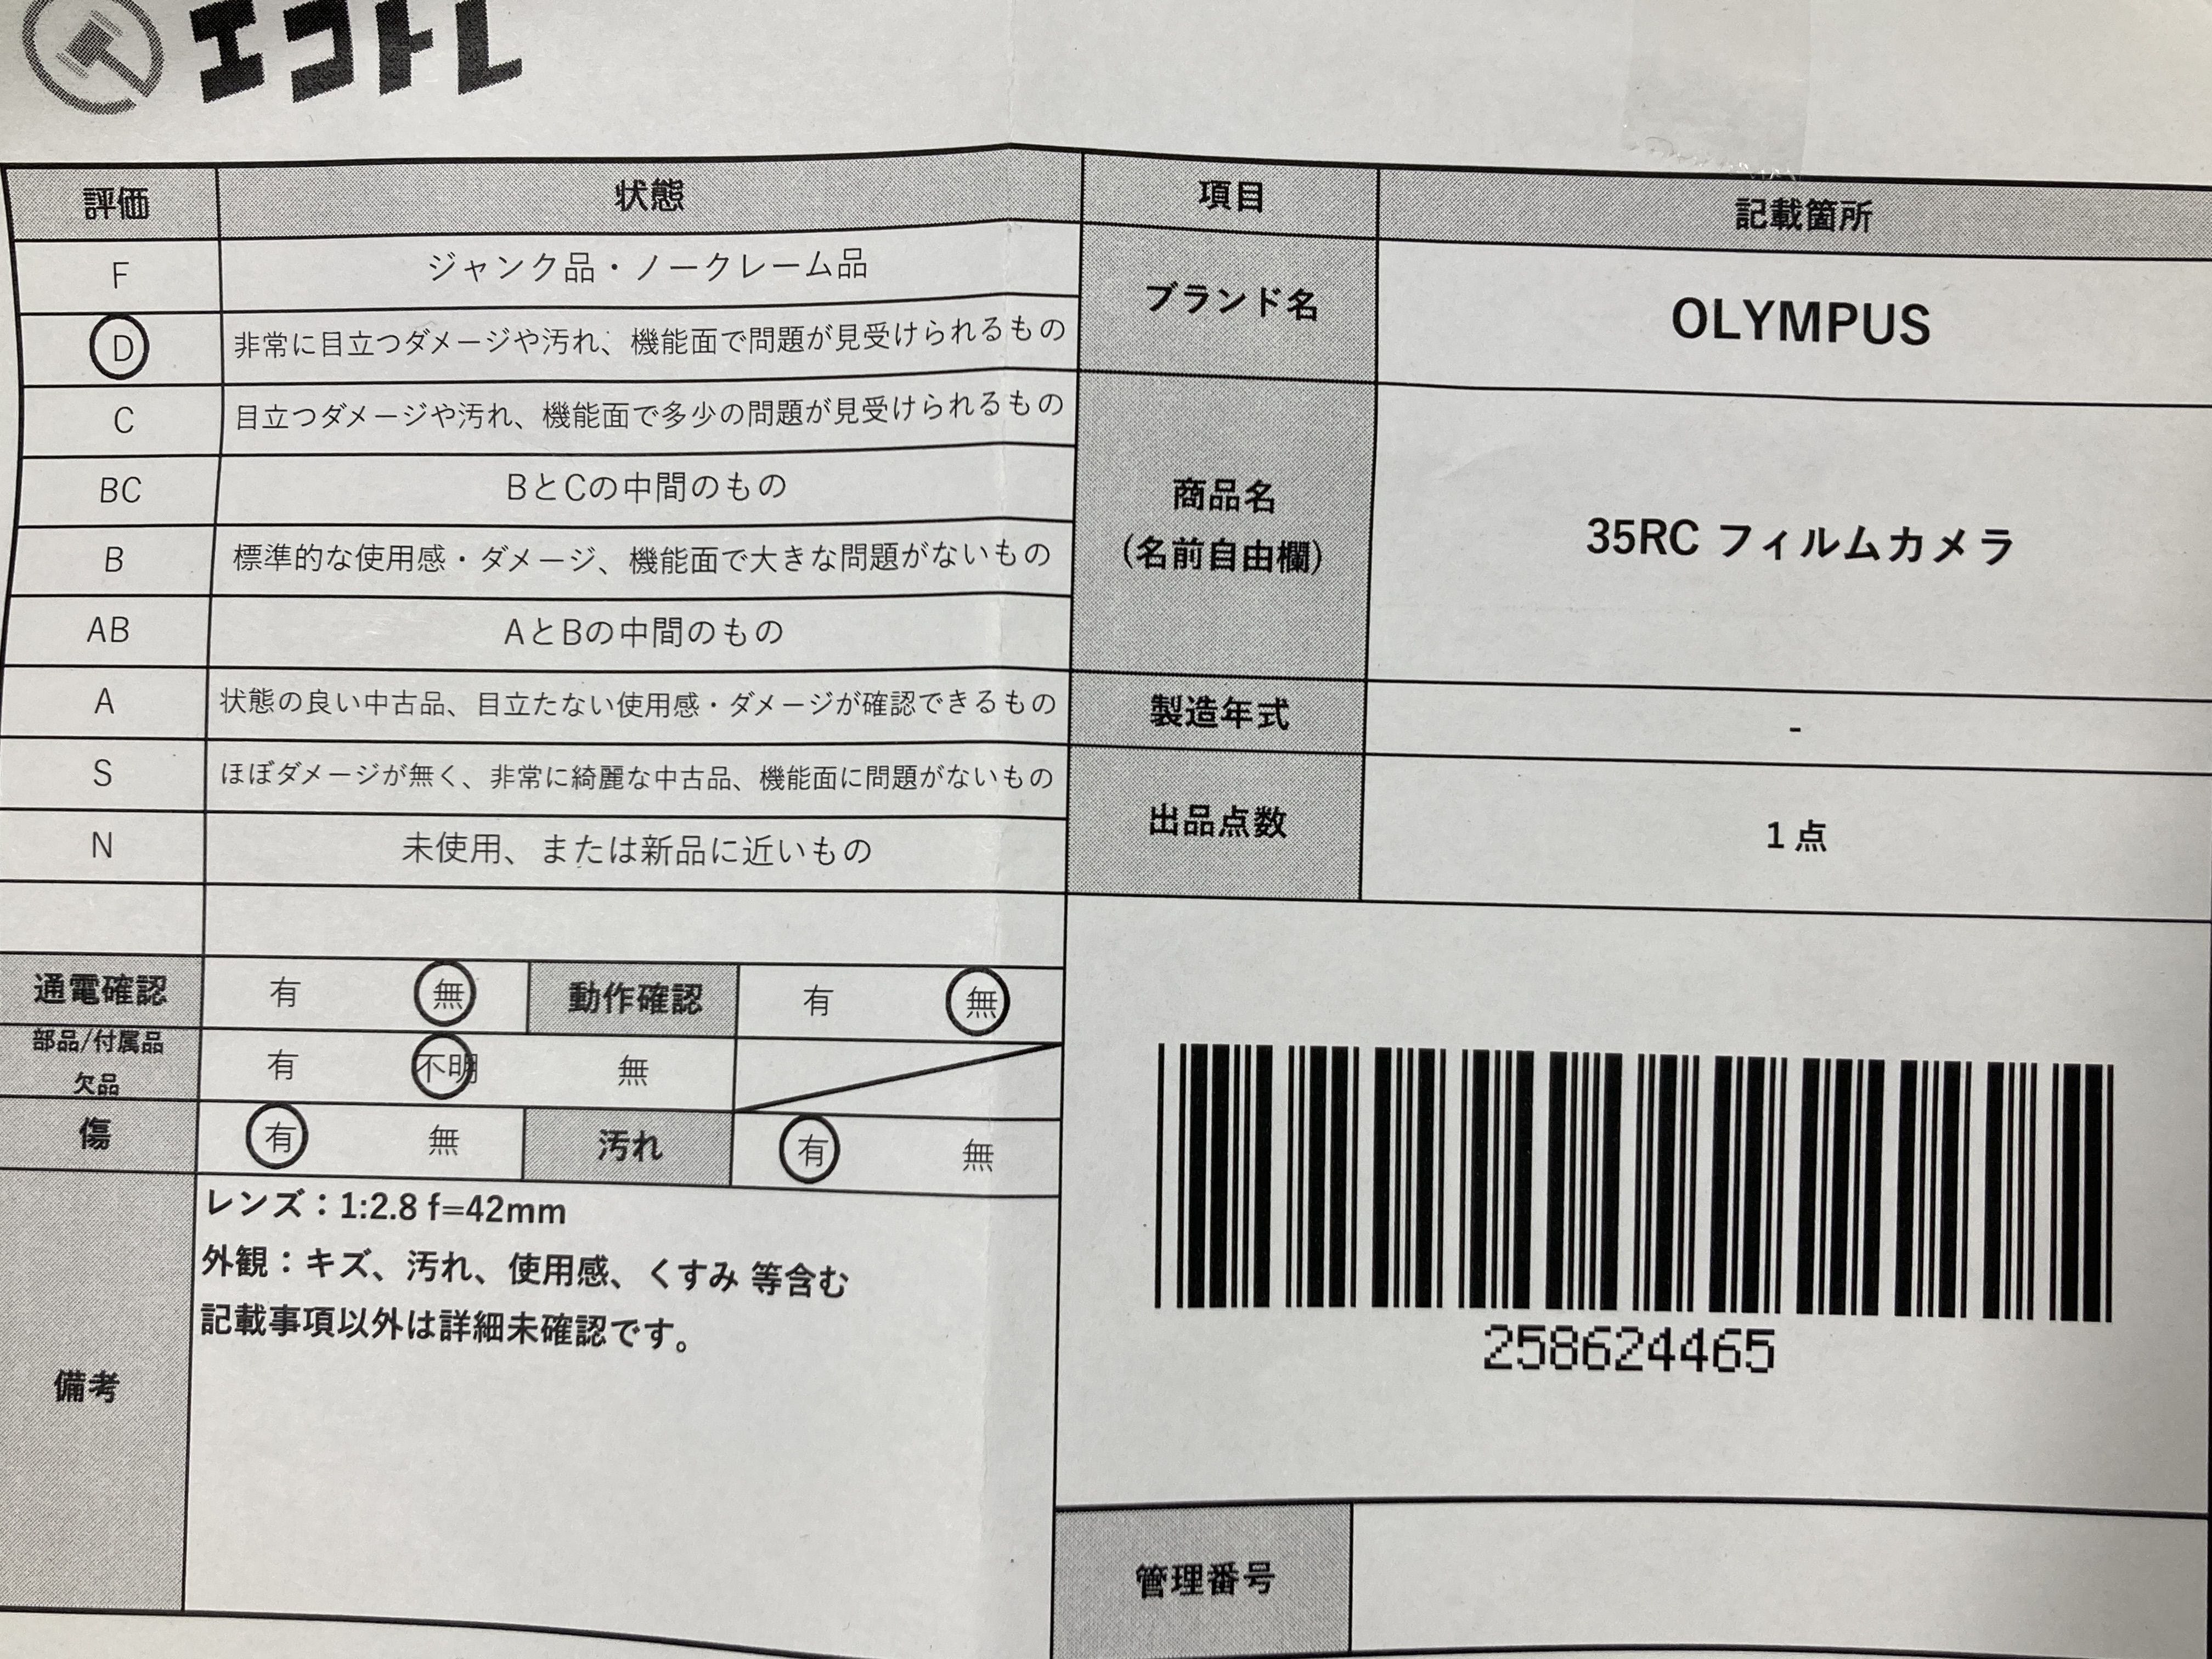 エコトレ
評価 状態 項目 記載箇所
F ジャンク品・ノークレーム品
D 非常に目立つダメージや汚れ、機能面で問題が見受けられるもの
C 目立つダメージや汚れ、機能面で多少の問題が見受けられるもの
BC BとCの中間のもの
B 標準的な使用感・ダメージ、機能面で大きな問題がないもの
AB AとBの中間のもの
A 状態の良い中古品、目立たない使用感・ダメージが確認できるもの
S ほぼダメージが無く、非常に綺麗な中古品、機能面に問題がないもの
N 未使用、または新品に近いもの
ブランド名 OLYMPUS
商品名
(名前自由欄)
35RC フィルムカメラ
製造年式 -
出品点数 1点
通電確認 有 無 動作確認 有 無
部品/付属品
欠品
有 不明 無
傷 有 無 汚れ 有 無
備考
レンズ：1:2.8 f=42mm
外観：キズ、汚れ、使用感、くすみ 等含む
記載事項以外は詳細未確認です。
258624465
管理番号